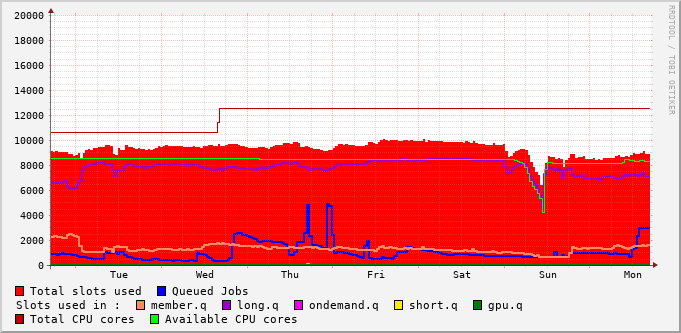 RRDTOOL / TOBI OETIKER
20000
18000
16000
14000
12000
10000
8000
6000
4000
2000
0
Tue Wed Thu Fri Sat Sun Mon
Total slots used Queued Jobs
Slots used in : member.q long.q ondemand.q short.q gpu.q
Total CPU cores Available CPU cores